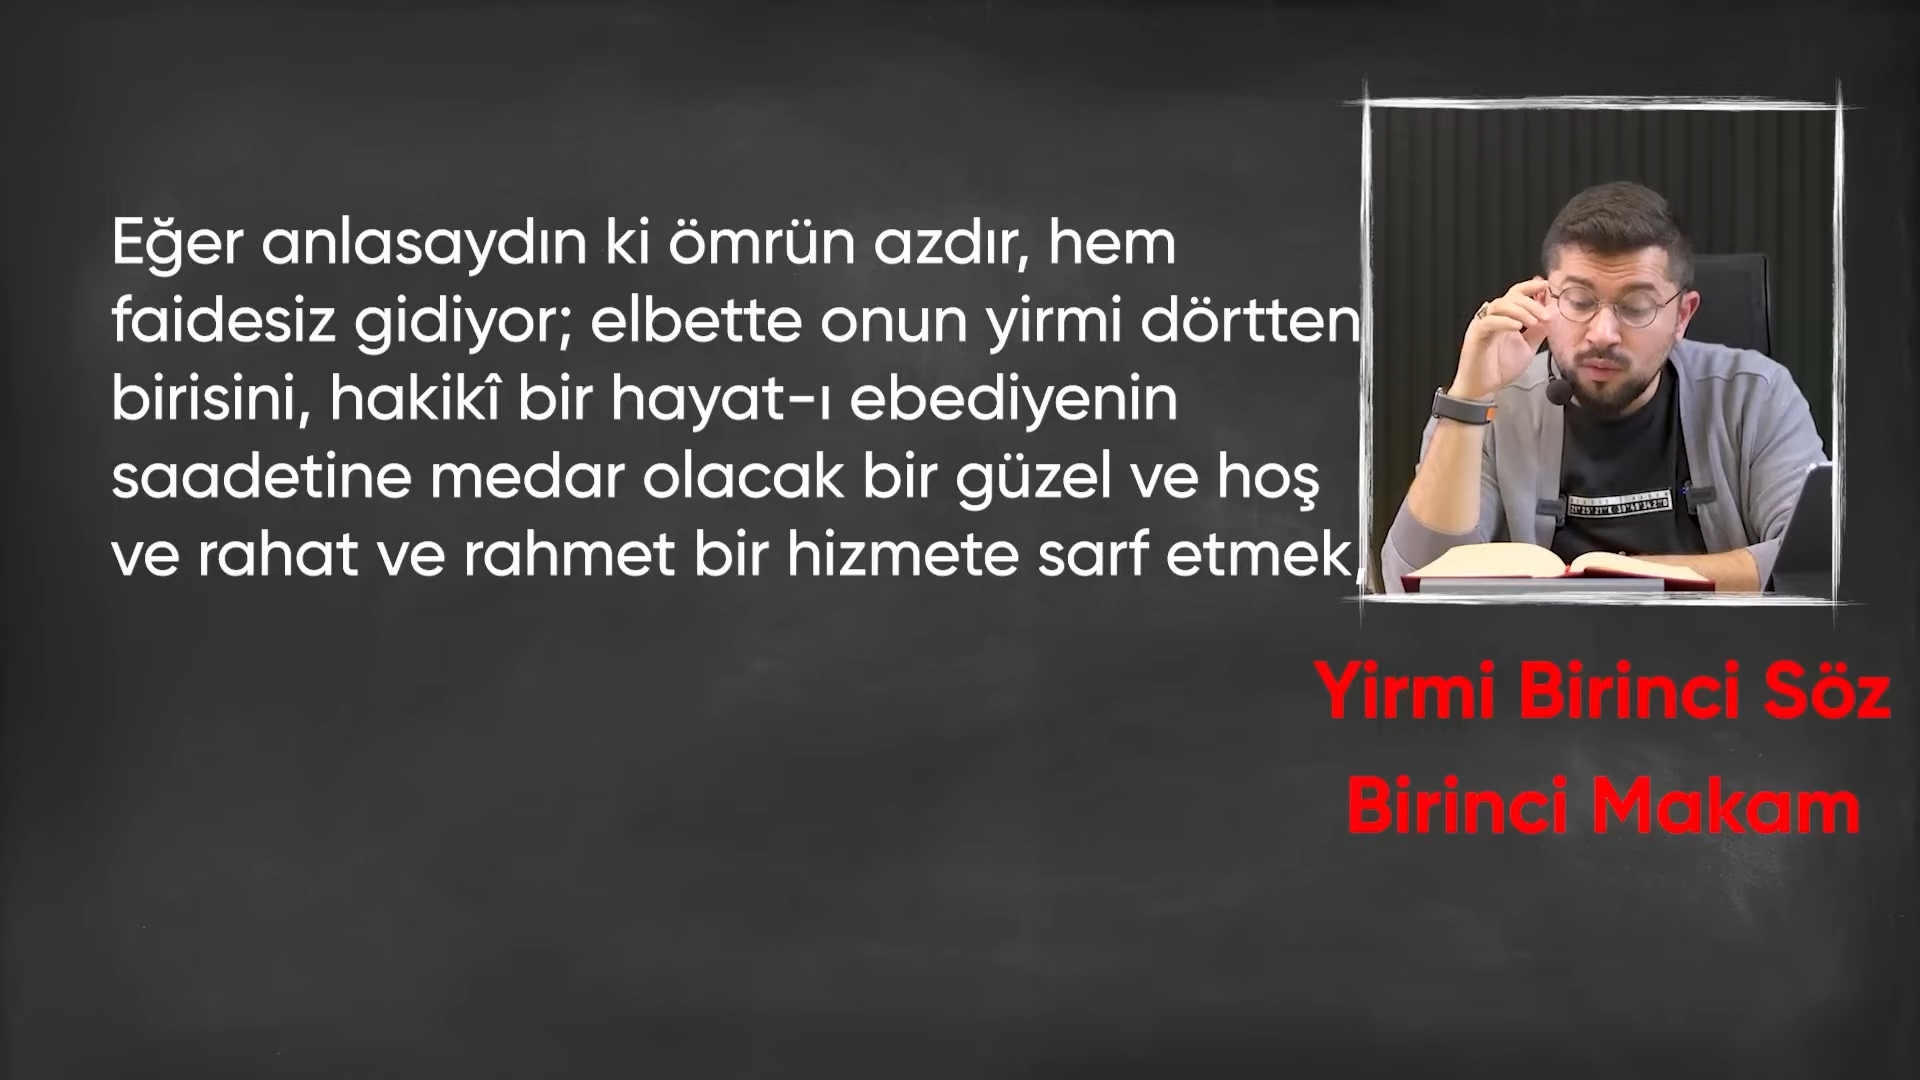 Eğer anlasaydın ki ömrün azdır, hem
faidesiz gidiyor; elbette onun yirmi dörtten
birisini, hakikî bir hayat-ı ebediyenin
saadetine medar olacak bir güzel ve hoş
ve rahat ve rahmet bir hizmete sarf etmek,
Yirmi Birinci Söz
Birinci Makam